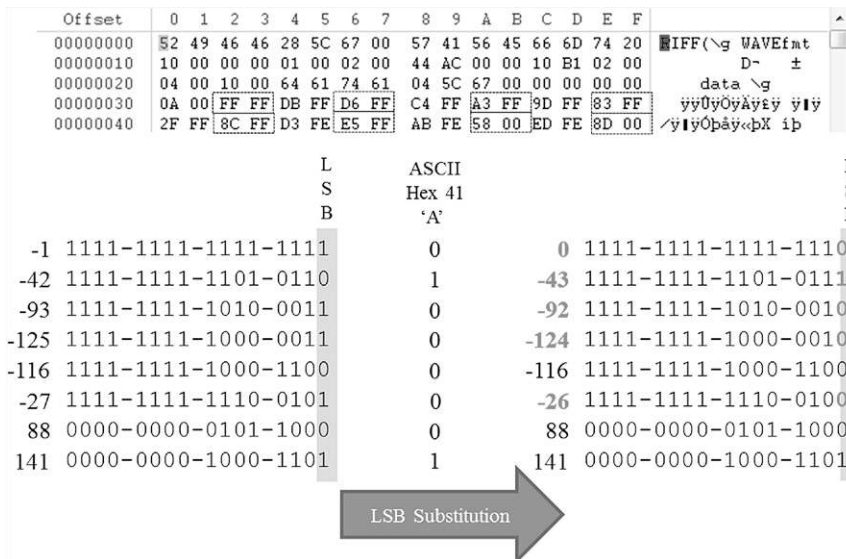 Offset 0 1 2 3 4 5 6 7 8 9 A B C D E F
00000000 52 49 46 46 28 5C 67 00 57 41 56 45 66 6D 74 20 RIFF(\g WAVEfmt
00000010 10 00 00 00 01 00 02 00 44 AC 00 00 10 B1 02 00 D¬ ±
00000020 04 00 10 00 64 61 74 61 04 5C 67 00 00 00 00 00 data \g
00000030 0A 00 FF FF DB FF D6 FF C4 FF A3 FF 9D FF 83 FF ÿÿÛÿÖÿÄÿ£ÿ ÿ ÿ
00000040 2F FF 8C FF D3 FE E5 FF AB FE 58 00 ED FE 8D 00 /ÿ ÿÓþåÿ«þX íþ
L
S
B
ASCII
Hex 41
‘A’
-1 1111-1111-1111-1111 0 0 1111-1111-1111-1110
-42 1111-1111-1101-0110 1 -43 1111-1111-1101-0111
-93 1111-1111-1010-0011 0 -92 1111-1111-1010-0010
-125 1111-1111-1000-0011 0 -124 1111-1111-1000-0010
-116 1111-1111-1000-1100 0 -116 1111-1111-1000-1100
-27 1111-1111-1110-0101 0 -26 1111-1111-1110-0100
88 0000-0000-0101-1000 0 88 0000-0000-0101-1000
141 0000-0000-1000-1101 1 141 0000-0000-1000-1101
LSB Substitution